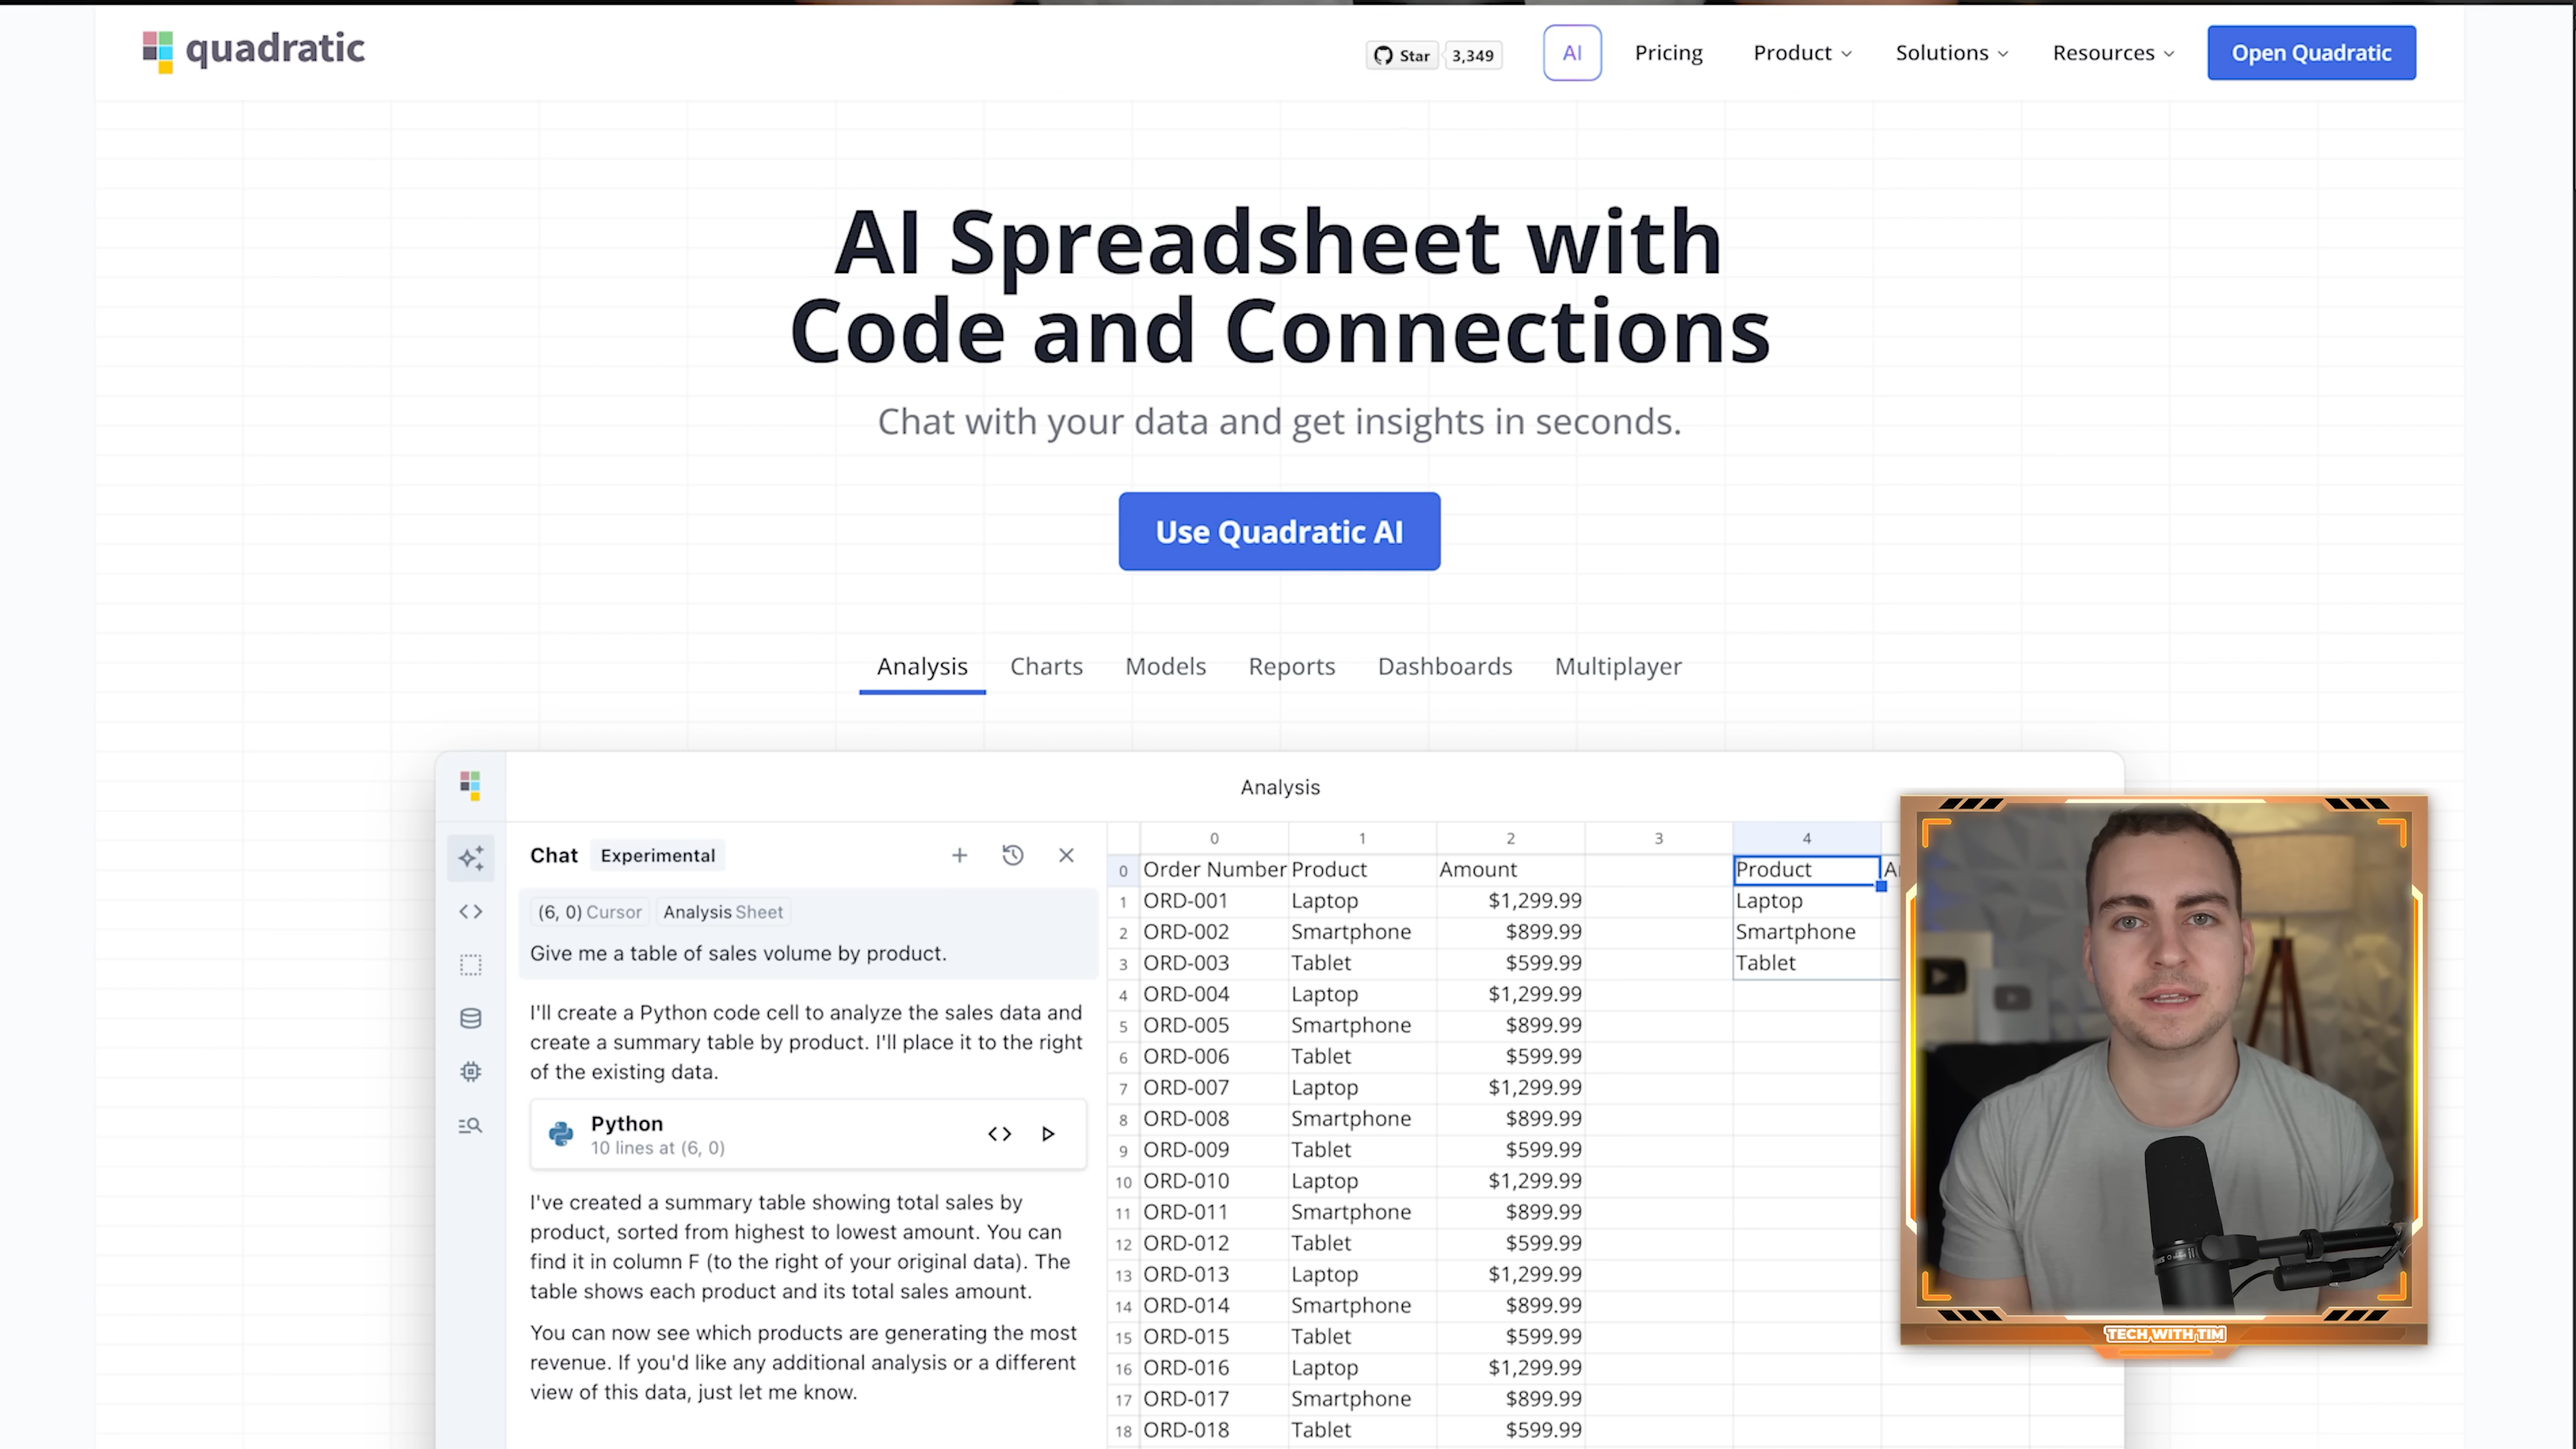 quadratic
Star 3,349 AI Pricing Product Solutions Resources Open Quadratic
AI Spreadsheet with
Code and Connections
Chat with your data and get insights in seconds.
Use Quadratic AI
Analysis Charts Models Reports Dashboards Multiplayer
Analysis
Chat Experimental
(6, 0) Cursor Analysis Sheet
Give me a table of sales volume by product.
I'll create a Python code cell to analyze the sales data and
create a summary table by product. I'll place it to the right
of the existing data.
Python
10 lines at (6, 0)
I've created a summary table showing total sales by
product, sorted from highest to lowest amount. You can
find it in column F (to the right of your original data). The
table shows each product and its total sales amount.
You can now see which products are generating the most
revenue. If you'd like any additional analysis or a different
view of this data, just let me know.
0 1 2 3 4
0 Order Number Product Amount Product
1 ORD-001 Laptop $1,299.99 Laptop
2 ORD-002 Smartphone $899.99 Smartphone
3 ORD-003 Tablet $599.99 Tablet
4 ORD-004 Laptop $1,299.99
5 ORD-005 Smartphone $899.99
6 ORD-006 Tablet $599.99
7 ORD-007 Laptop $1,299.99
8 ORD-008 Smartphone $899.99
9 ORD-009 Tablet $599.99
10 ORD-010 Laptop $1,299.99
11 ORD-011 Smartphone $899.99
12 ORD-012 Tablet $599.99
13 ORD-013 Laptop $1,299.99
14 ORD-014 Smartphone $899.99
15 ORD-015 Tablet $599.99
16 ORD-016 Laptop $1,299.99
17 ORD-017 Smartphone $899.99
18 ORD-018 Tablet $599.99
TECH WITH TIM